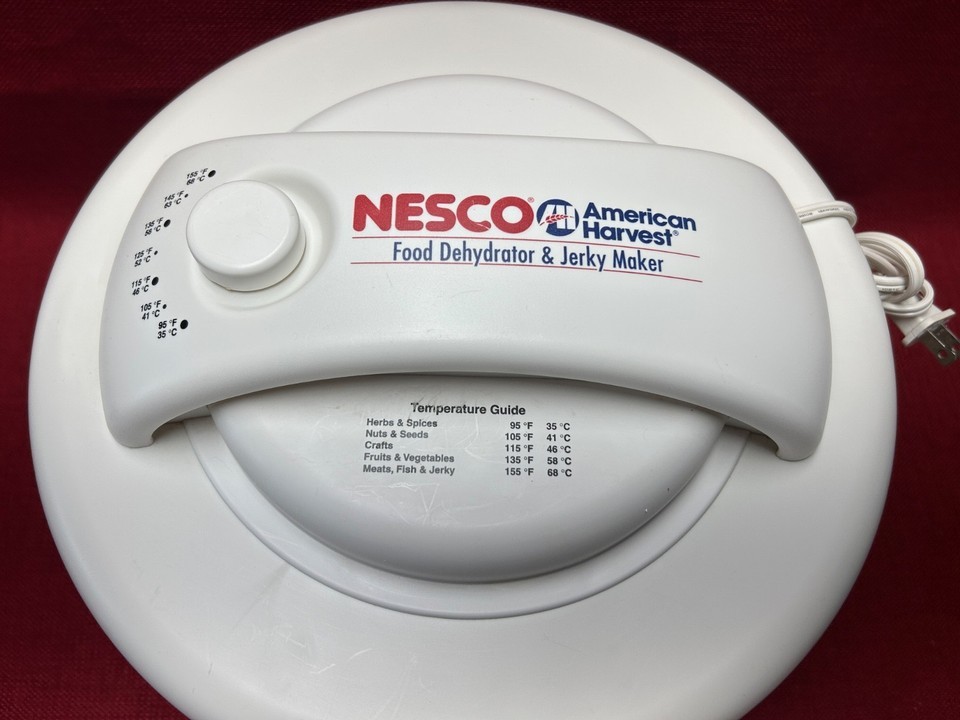 155 °F
68 °C
145 °F
63 °C
135 °F
58 °C
125 °F
52 °C
115 °F
46 °C
105 °F
41 °C
95 °F
35 °C
NESCO® American Harvest®
Food Dehydrator & Jerky Maker
Temperature Guide
Herbs & Spices 95 °F 35 °C
Nuts & Seeds 105 °F 41 °C
Crafts 115 °F 46 °C
Fruits & Vegetables 135 °F 58 °C
Meats, Fish & Jerky 155 °F 68 °C